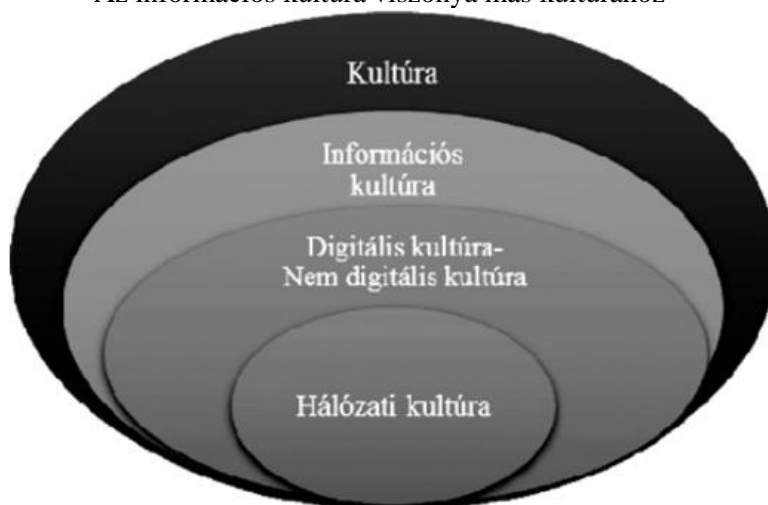 Az információs kultúra viszonya más kultúrához
Kultúra
Információs
kultúra
Digitális kultúra-
Nem digitális kultúra
Hálózati kultúra